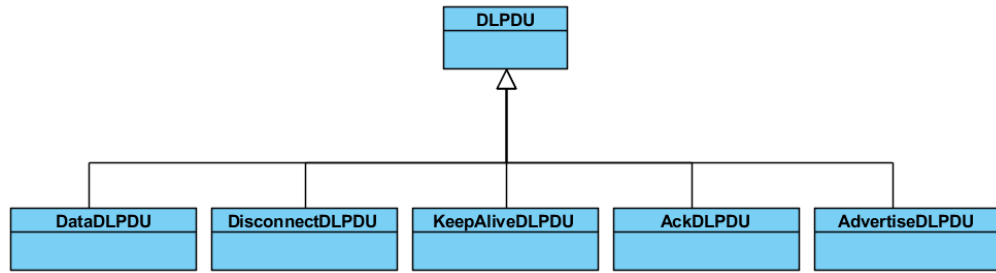 DLPDU
DataDLPDU
DisconnectDLPDU
KeepAliveDLPDU
AckDLPDU
AdvertiseDLPDU